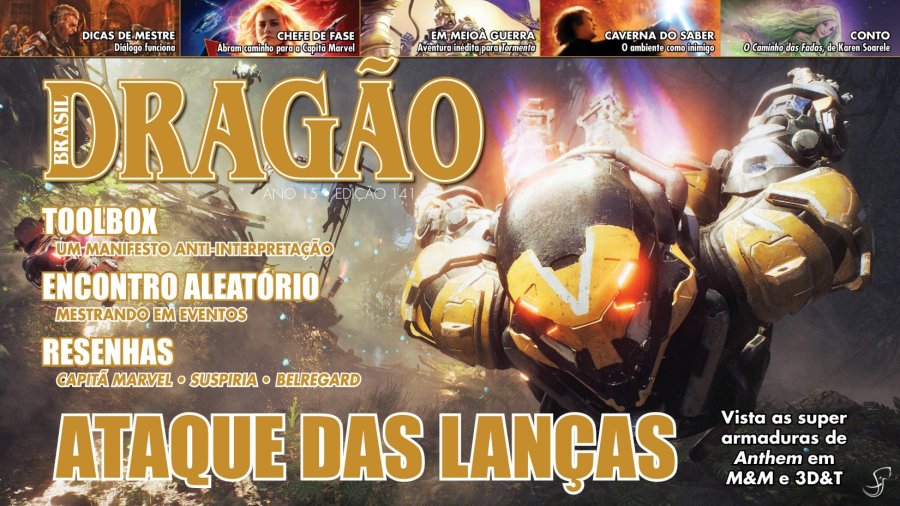 DICAS DE MESTRE
Diálogo funciona
CHEFE DE FASE
Abram caminho para a Capitã Marvel
EM MEIO À GUERRA
Aventura inédita para Tormenta
CAVERNA DO SABER
O ambiente como inimigo
CONTO
O Caminho das Fadas, de Karen Soarele
BRASIL
DRAGÃO
ANO 15 • EDIÇÃO 141
TOOLBOX
UM MANIFESTO ANTI-INTERPRETAÇÃO
ENCONTRO ALEATÓRIO
MESTRANDO EM EVENTOS
RESENHAS
CAPITÃ MARVEL • SUSPIRIA • BELREGARD
ATAQUE DAS LANÇAS
Vista as super
armaduras de
Anthem em
M&M e 3D&T